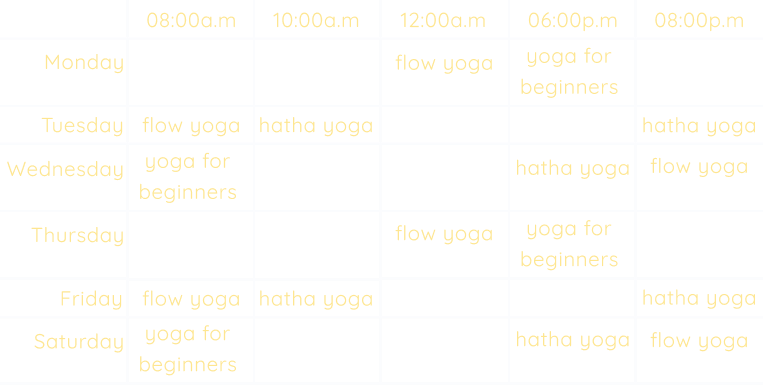 08:00a.m 10:00a.m 12:00a.m 06:00p.m 08:00p.m
Monday flow yoga yoga for beginners
Tuesday flow yoga hatha yoga hatha yoga
Wednesday yoga for beginners hatha yoga flow yoga
Thursday flow yoga yoga for beginners
Friday flow yoga hatha yoga hatha yoga
Saturday yoga for beginners hatha yoga flow yoga